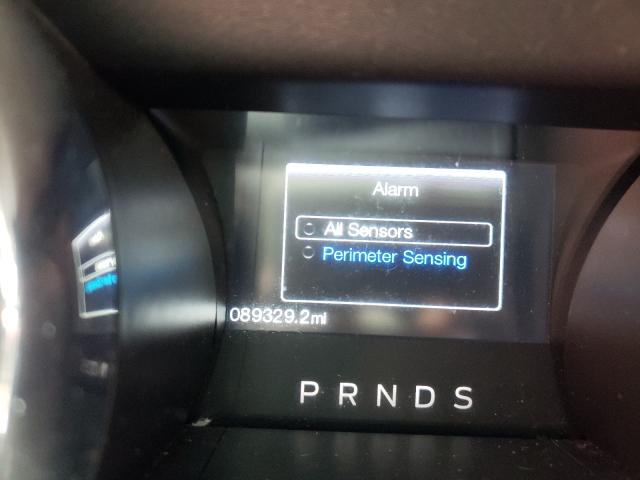 Alarm
All Sensors
Perimeter Sensing
089329.2mi
P R N D S